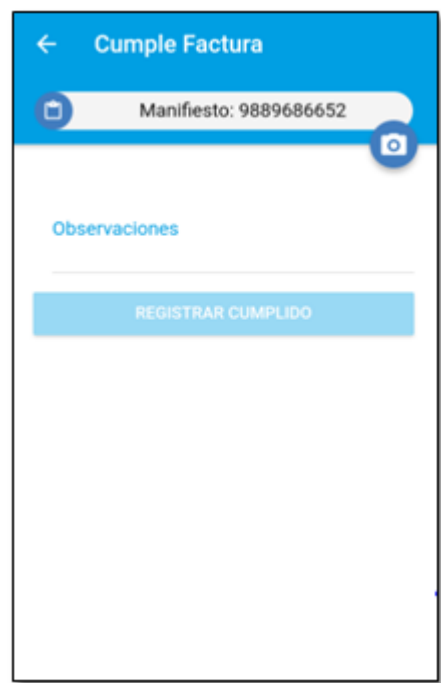 Cumple Factura
Manifiesto: 9889686652
Observaciones
REGISTRAR CUMPLIDO